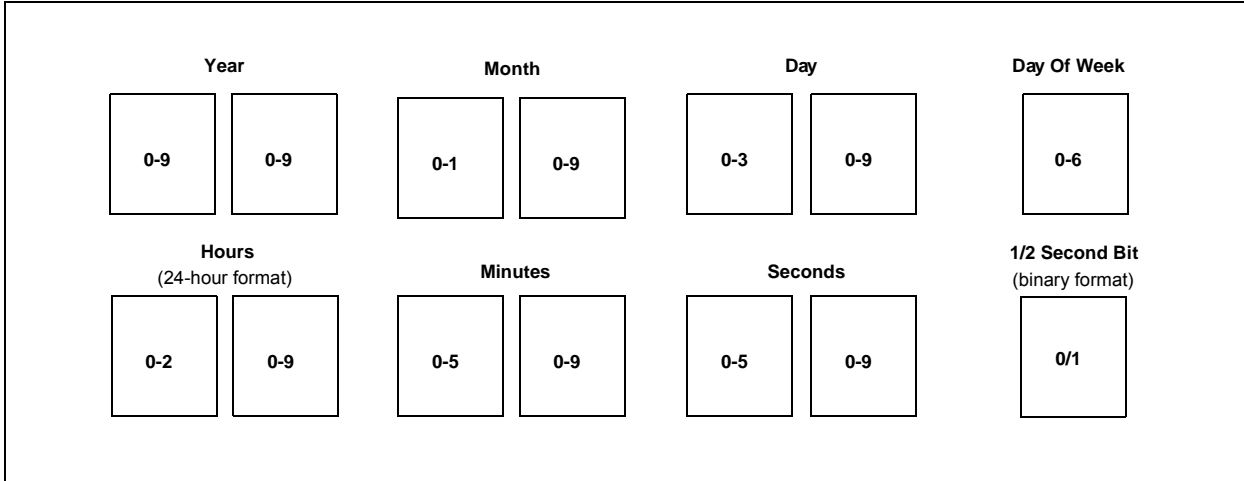 Year Month Day Day Of Week
0-9 0-9 0-1 0-9 0-3 0-9 0-6
Hours Minutes Seconds 1/2 Second Bit
(24-hour format) (binary format)
0-2 0-9 0-5 0-9 0-5 0-9 0/1